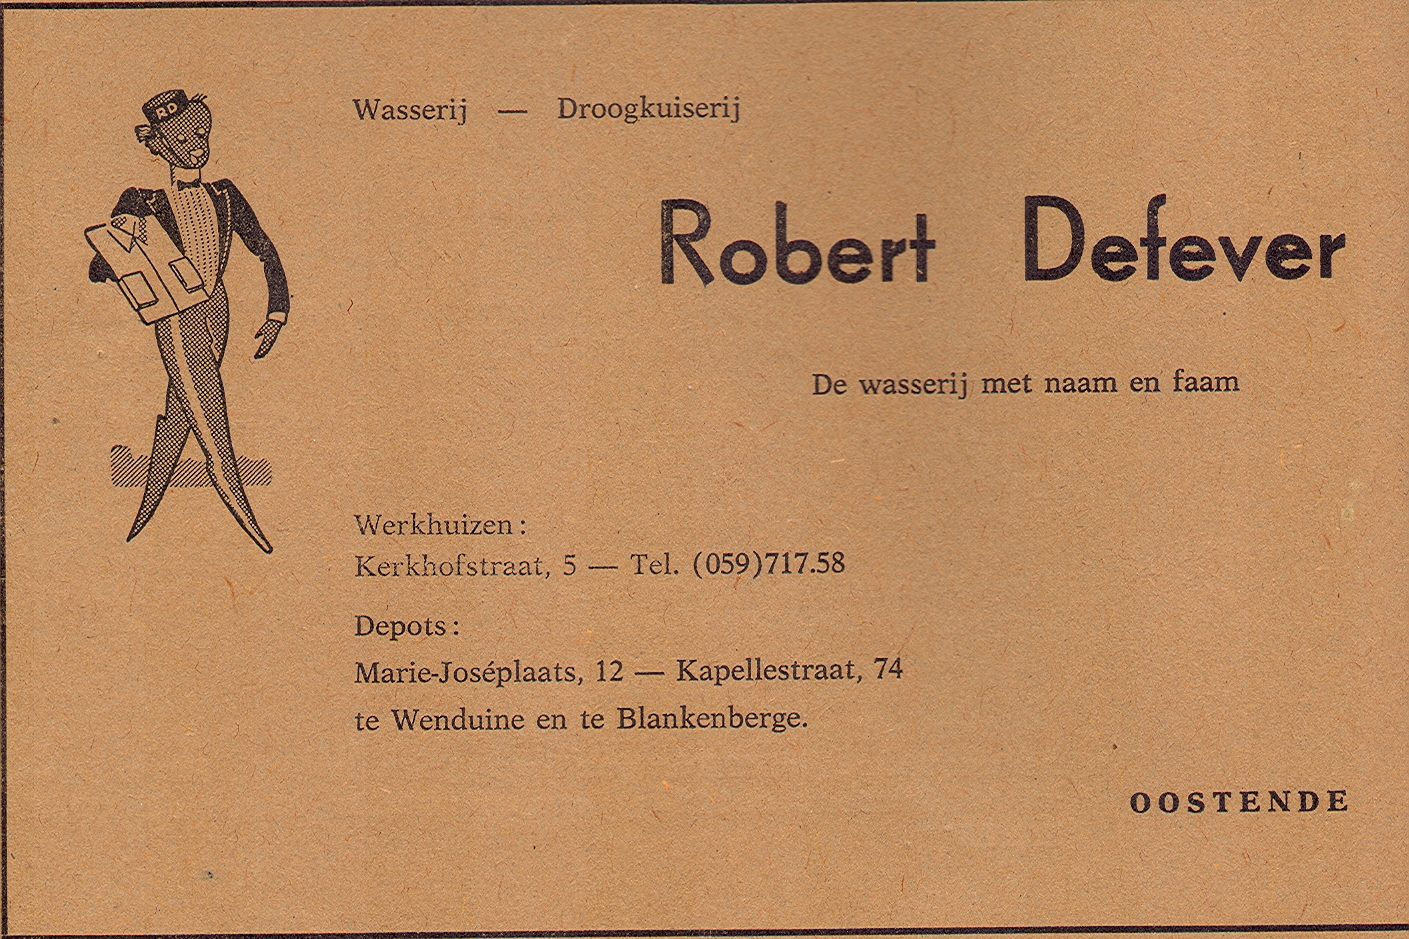 RD
Wasserij — Droogkuiserij
Robert Defever
De wasserij met naam en faam
Werkhuizen :
Kerkhofstraat, 5 — Tel. (059)717.58
Depots :
Marie-Joséplaats, 12 — Kapellestraat, 74
te Wenduine en te Blankenberge.
OOSTENDE